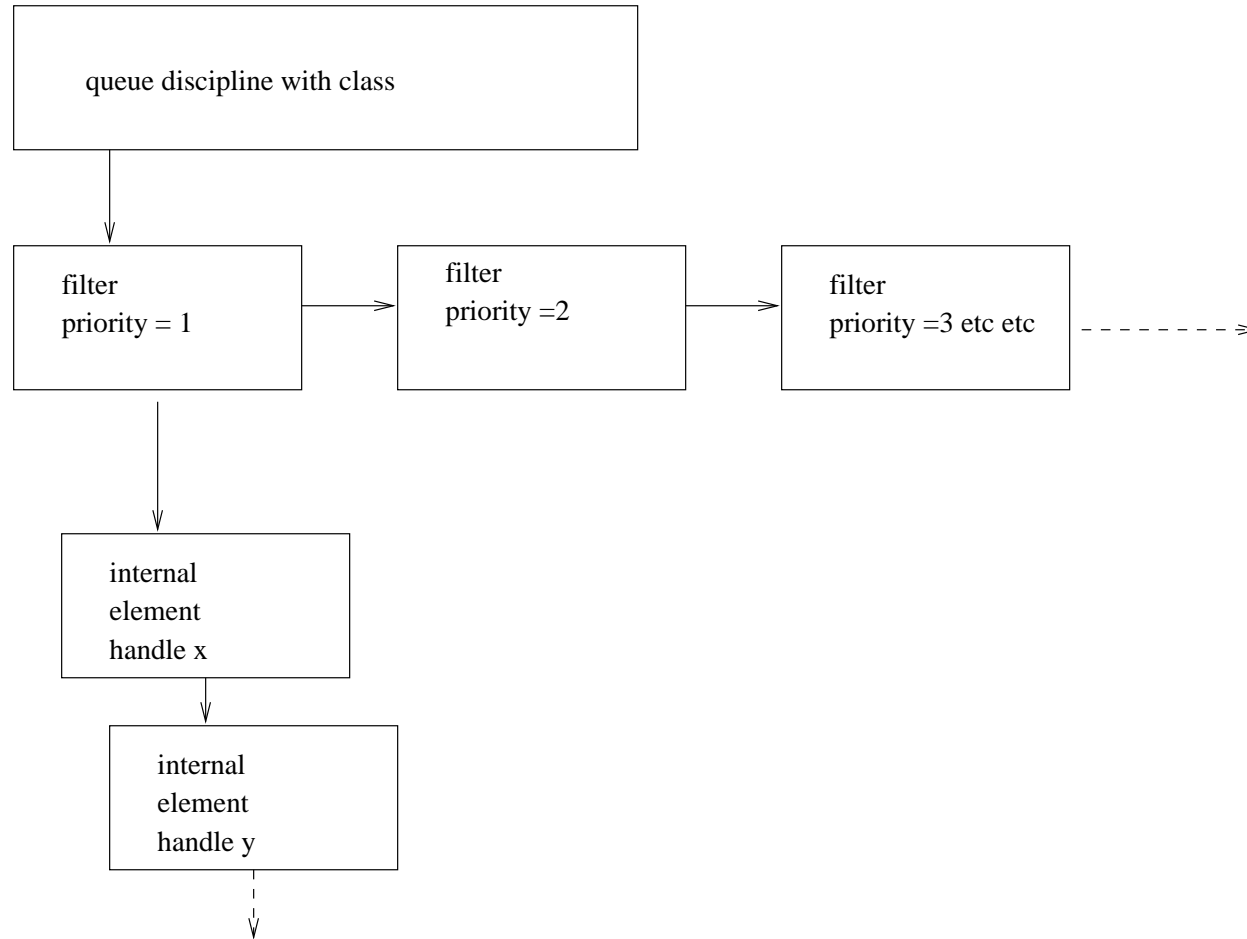 queue discipline with class
filter
priority = 1
filter
priority =2
filter
priority =3 etc etc
internal
element
handle x
internal
element
handle y